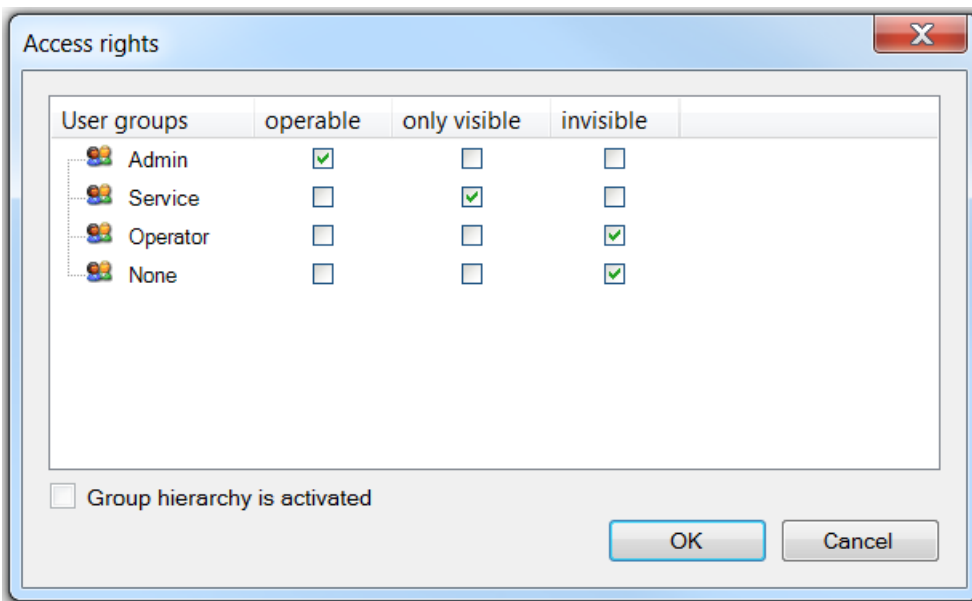 Access rights
User groups operable only visible invisible
Admin
Service
Operator
None
Group hierarchy is activated
OK Cancel